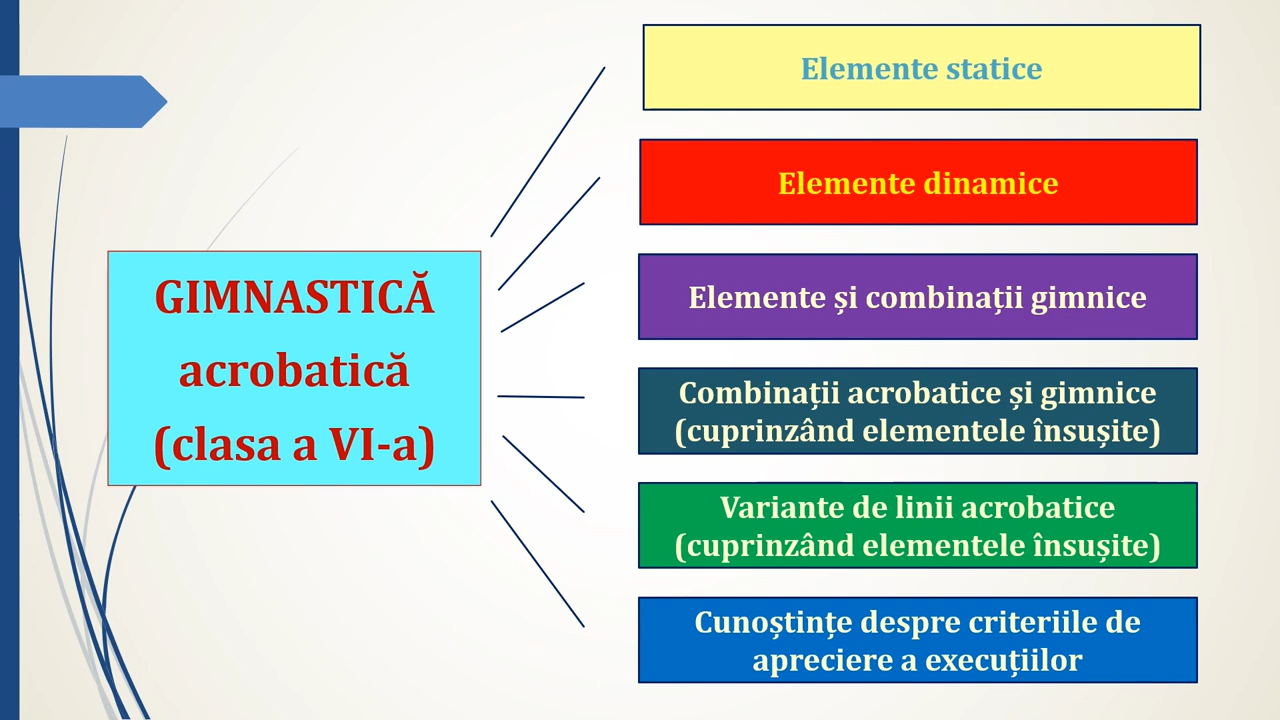 GIMNASTICĂ
acrobatică
(clasa a VI-a)
Elemente statice
Elemente dinamice
Elemente și combinații gimnice
Combinații acrobatice și gimnice
(cuprinzând elementele însușite)
Variante de linii acrobatice
(cuprinzând elementele însușite)
Cunoștințe despre criteriile de
apreciere a execuțiilor